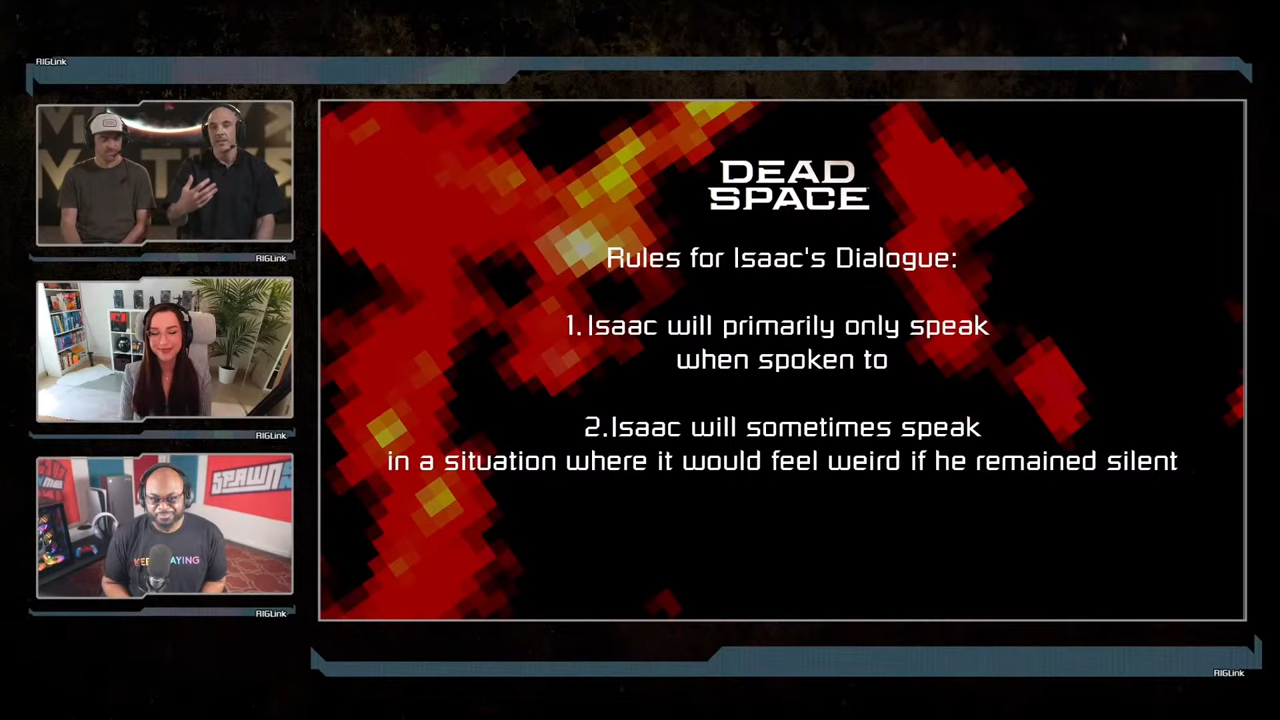 RIGLink
RIGLink
RIGLink
SPAWN
RIGLink
DEAD
SPACE
Rules for Isaac's Dialogue:
1. Isaac will primarily only speak
when spoken to
2.Isaac will sometimes speak
in a situation where it would feel weird if he remained silent
RIGLink